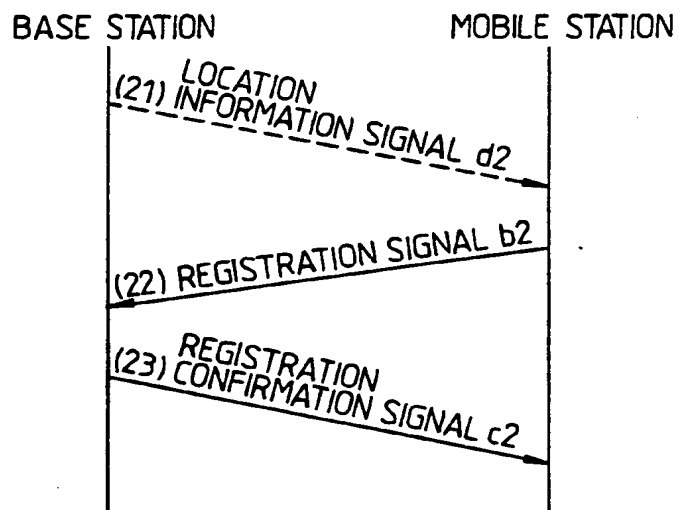 BASE STATION
MOBILE STATION
LOCATION
(21) INFORMATION SIGNAL d2
(22) REGISTRATION SIGNAL b2
REGISTRATION
(23) CONFIRMATION SIGNAL c2